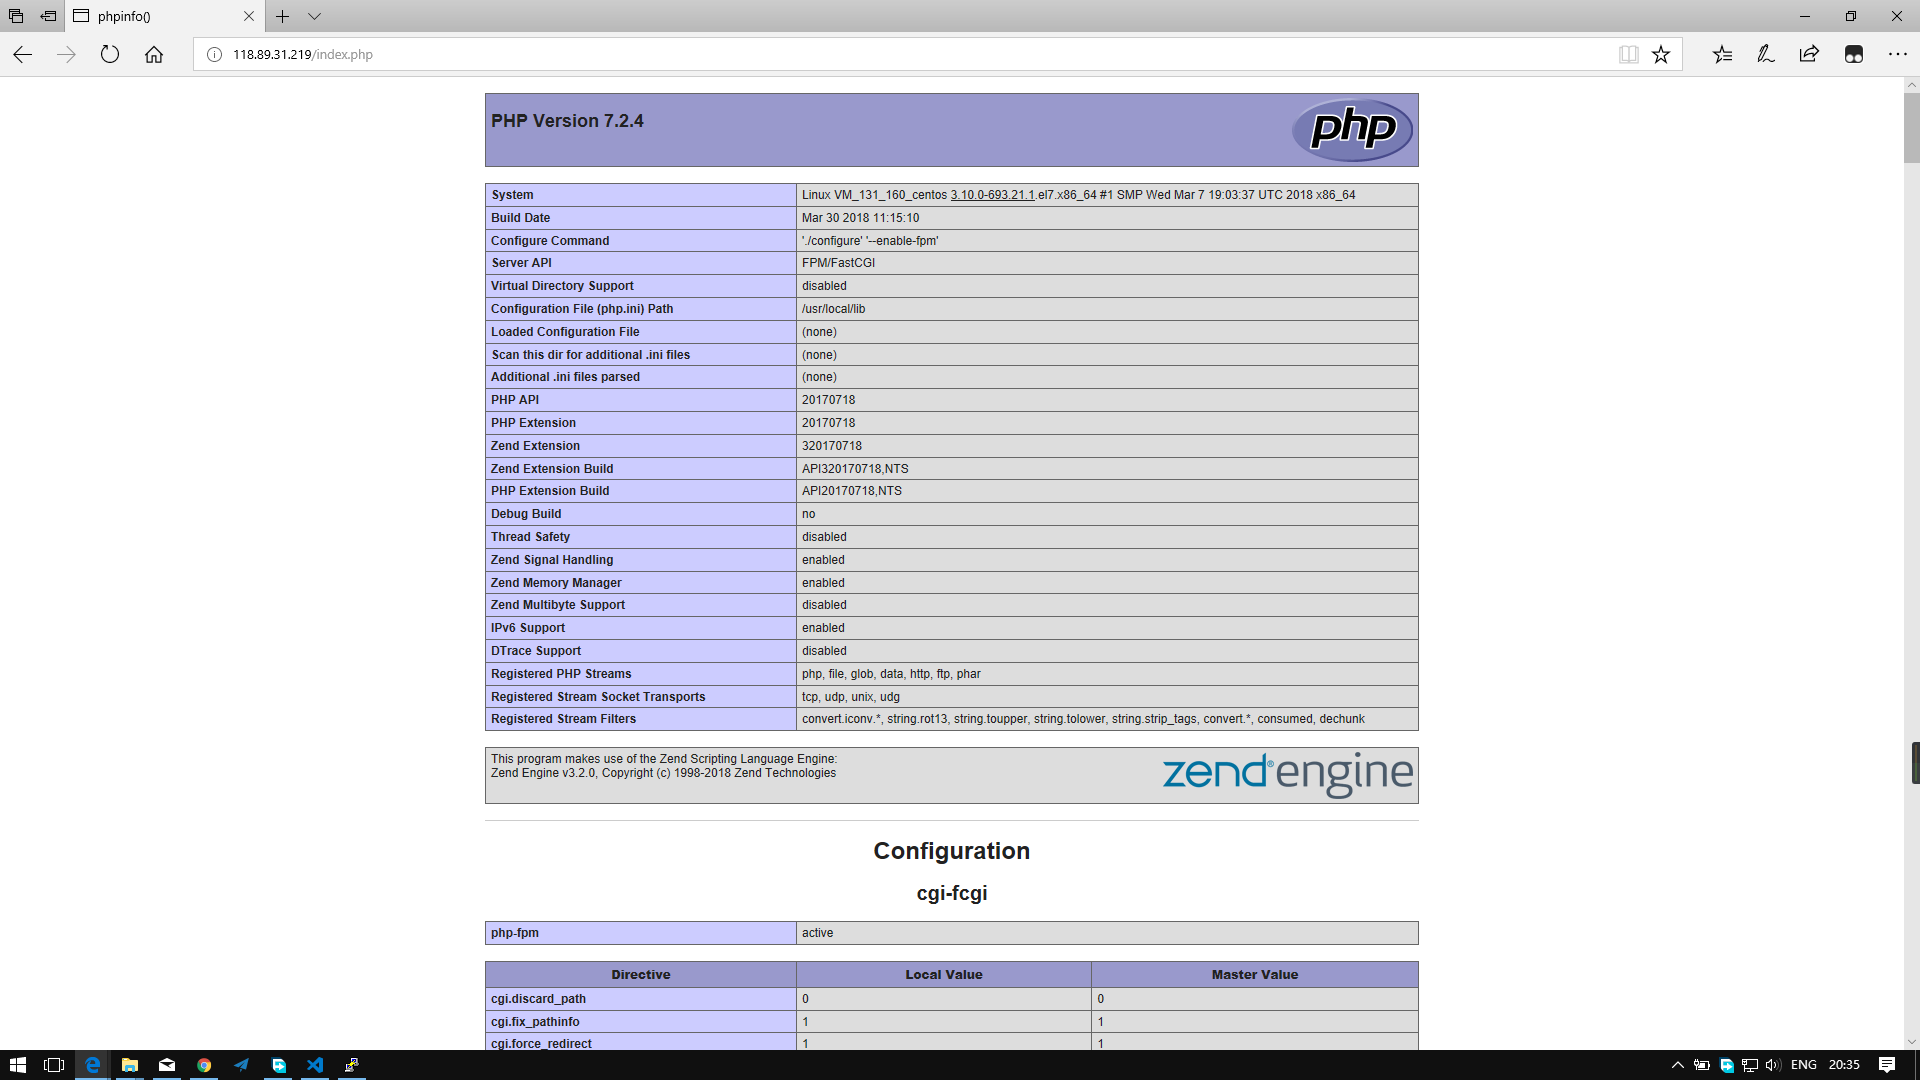 phpinfo()
118.89.31.219/index.php
PHP Version 7.2.4
php
System Linux VM_131_160_centos 3.10.0-693.21.1.el7.x86_64 #1 SMP Wed Mar 7 19:03:37 UTC 2018 x86_64
Build Date Mar 30 2018 11:15:10
Configure Command './configure' '--enable-fpm'
Server API FPM/FastCGI
Virtual Directory Support disabled
Configuration File (php.ini) Path /usr/local/lib
Loaded Configuration File (none)
Scan this dir for additional .ini files (none)
Additional .ini files parsed (none)
PHP API 20170718
PHP Extension 20170718
Zend Extension 320170718
Zend Extension Build API320170718,NTS
PHP Extension Build API20170718,NTS
Debug Build no
Thread Safety disabled
Zend Signal Handling enabled
Zend Memory Manager enabled
Zend Multibyte Support disabled
IPv6 Support enabled
DTrace Support disabled
Registered PHP Streams php, file, glob, data, http, ftp, phar
Registered Stream Socket Transports tcp, udp, unix, udg
Registered Stream Filters convert.iconv.*, string.rot13, string.toupper, string.tolower, string.strip_tags, convert.*, consumed, dechunk
This program makes use of the Zend Scripting Language Engine:
Zend Engine v3.2.0, Copyright (c) 1998-2018 Zend Technologies
zend® engine
Configuration
cgi-fcgi
php-fpm active
Directive Local Value Master Value
cgi.discard_path 0 0
cgi.fix_pathinfo 1 1
cgi.force_redirect 1 1
ENG 20:35